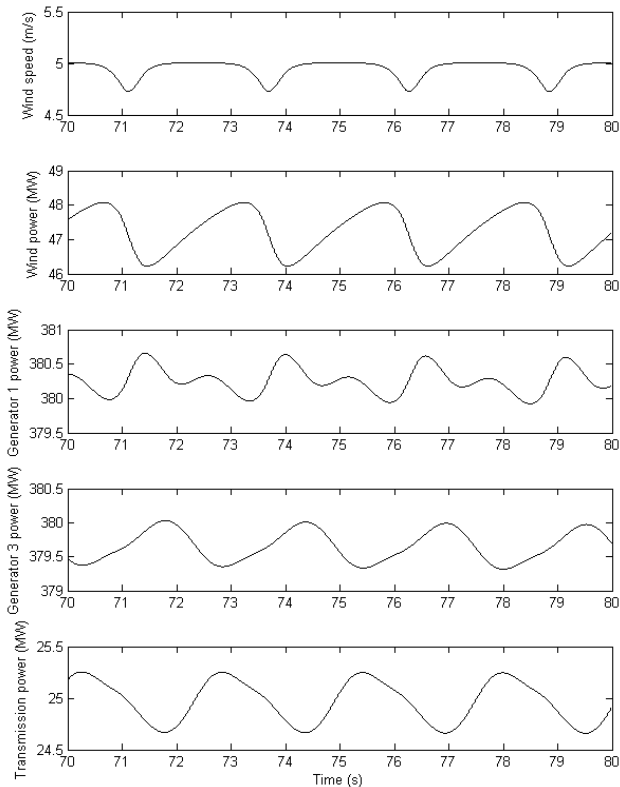 Wind speed (m/s)
5.5
5
4.5
70 71 72 73 74 75 76 77 78 79 80
Wind power (MW)
49
48
47
46
70 71 72 73 74 75 76 77 78 79 80
Generator 1 power (MW)
381
380.5
380
379.5
70 71 72 73 74 75 76 77 78 79 80
Generator 3 power (MW)
380.5
380
379.5
379
70 71 72 73 74 75 76 77 78 79 80
Transmission power (MW)
25.5
25
24.5
70 71 72 73 74 75 76 77 78 79 80
Time (s)